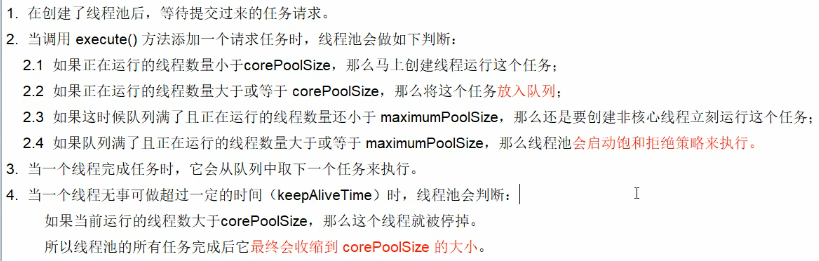 1. 在创建了线程池后，等待提交过来的任务请求。
2. 当调用 execute() 方法添加一个请求任务时，线程池会做如下判断：
2.1 如果正在运行的线程数量小于corePoolSize，那么马上创建线程运行这个任务；
2.2 如果正在运行的线程数量大于或等于 corePoolSize，那么将这个任务放入队列；
2.3 如果这时候队列满了且正在运行的线程数量还小于 maximumPoolSize，那么还是要创建非核心线程立刻运行这个任务；
2.4 如果队列满了且正在运行的线程数量大于或等于 maximumPoolSize，那么线程池会启动饱和拒绝策略来执行。
3. 当一个线程完成任务时，它会从队列中取下一个任务来执行。
4. 当一个线程无事可做超过一定的时间（keepAliveTime）时，线程池会判断：
如果当前运行的线程数大于corePoolSize，那么这个线程就被停掉。
所以线程池的所有任务完成后它最终会收缩到 corePoolSize 的大小。